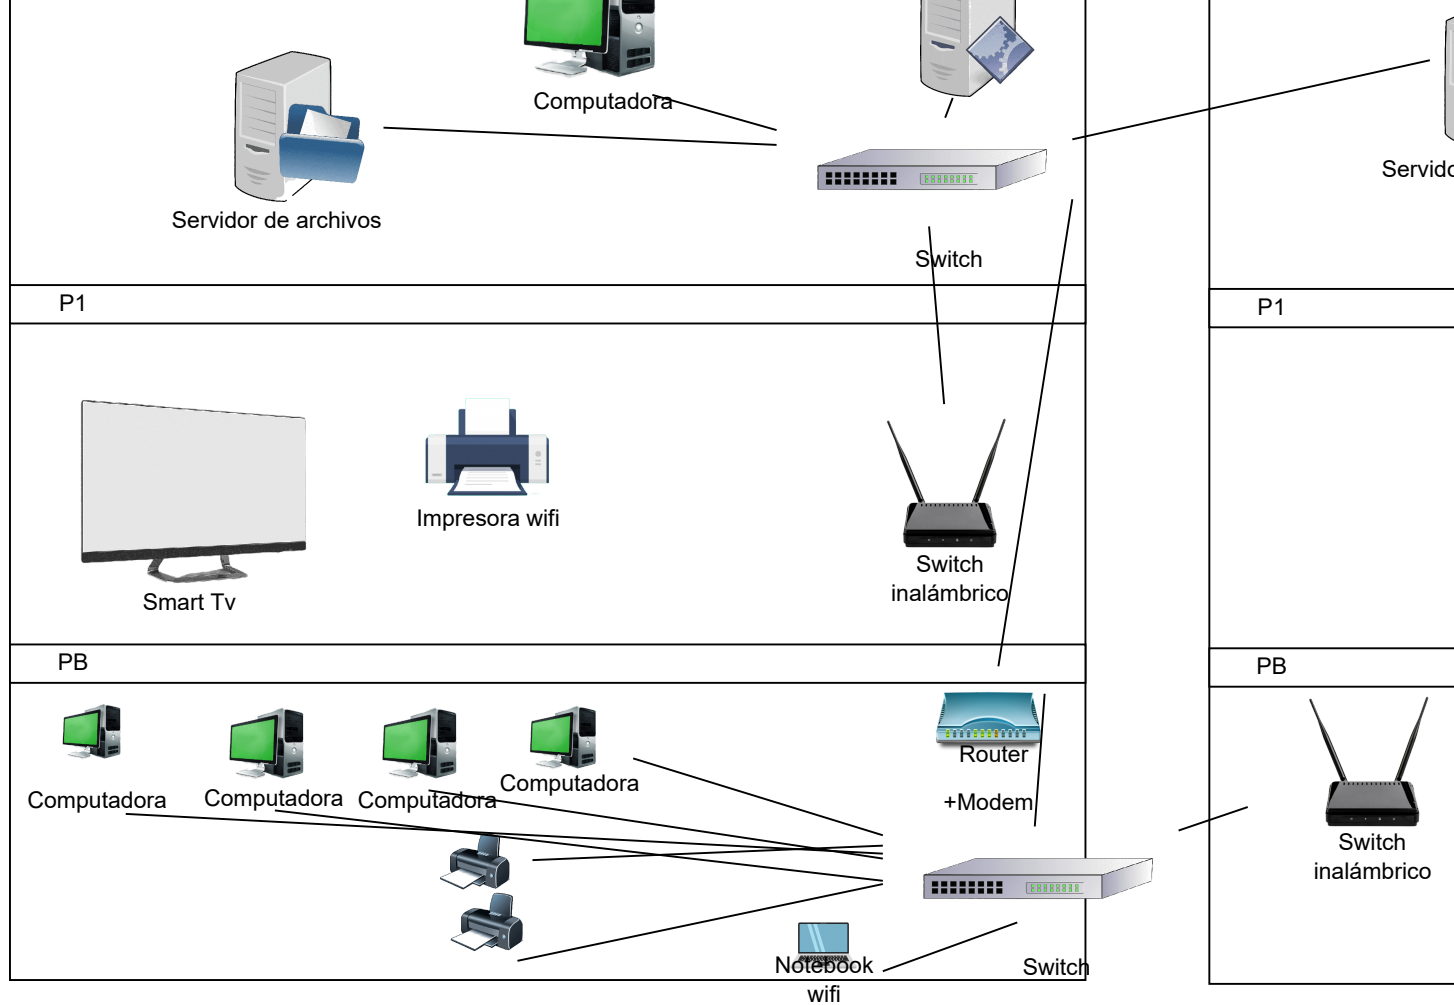 Computadora
Servidor de archivos
Switch
P1
P1
Impresora wifi
Smart Tv
Switch
inalámbrico
PB
PB
Router
+Modem
Computadora
Computadora
Computadora
Computadora
Switch
inalámbrico
Notebook
wifi
Switch